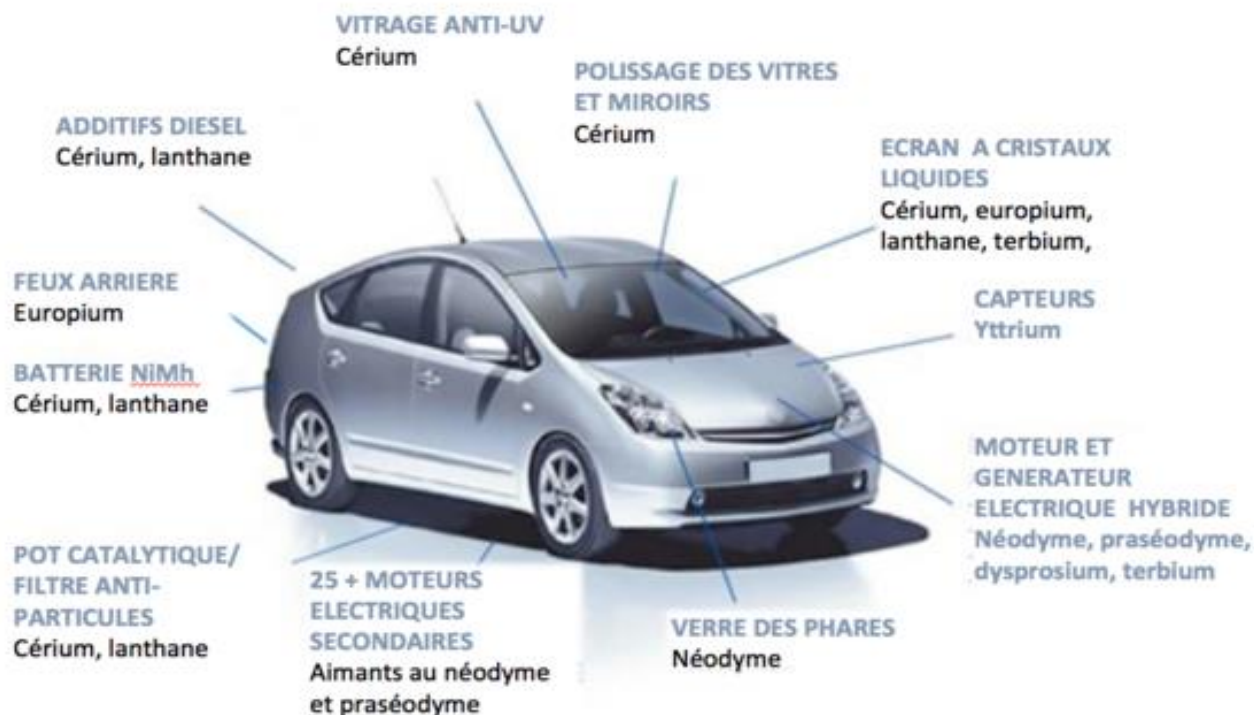 VITRAGE ANTI-UV
Cérium
POLISSAGE DES VITRES
ET MIROIRS
Cérium
ADDITIFS DIESEL
Cérium, lanthane
ECRAN A CRISTAUX
LIQUIDES
Cérium, europium,
lanthane, terbium,
FEUX ARRIERE
Europium
CAPTEURS
Yttrium
BATTERIE NiMh
Cérium, lanthane
MOTEUR ET
GENERATEUR
ELECTRIQUE HYBRIDE
Néodyme, praséodyme,
dysprosium, terbium
POT CATALYTIQUE/
FILTRE ANTI-
PARTICULES
Cérium, lanthane
25 + MOTEURS
ELECTRIQUES
SECONDAIRES
Aimants au néodyme
et praséodyme
VERRE DES PHARES
Néodyme